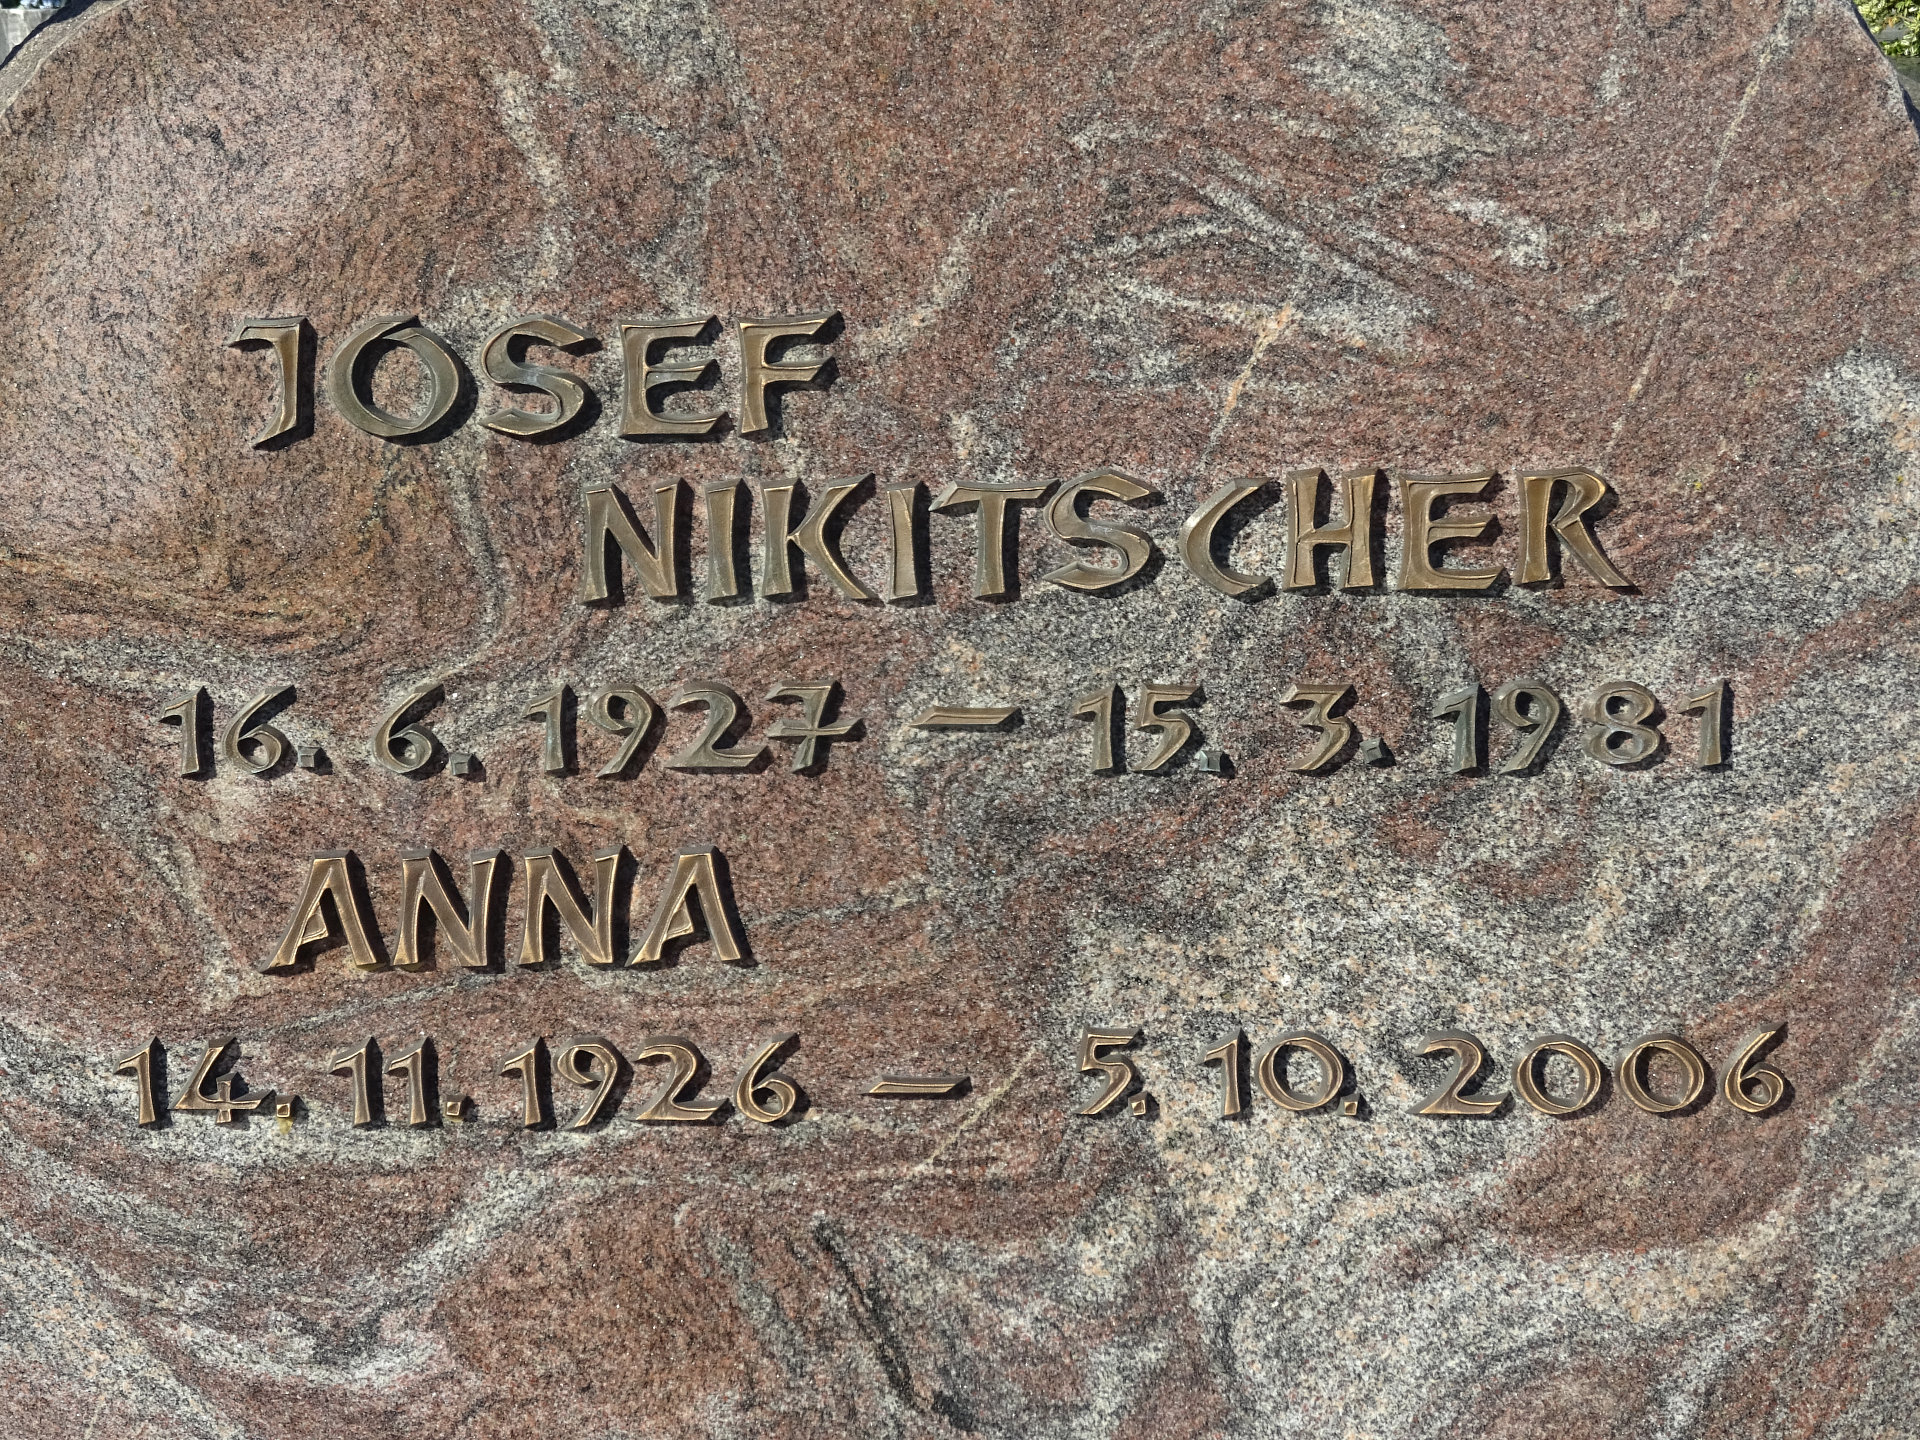 JOSEF
NIKITSCHER
16. 6. 1927 – 15. 3. 1981
ANNA
14. 11. 1926 – 5. 10. 2006